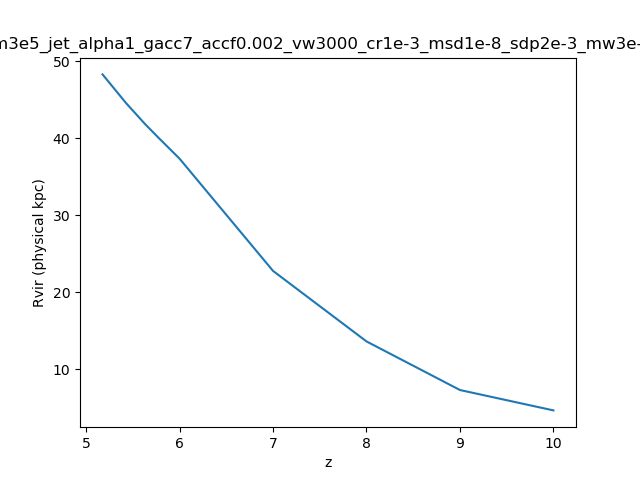 m3e5_jet_alpha1_gacc7_accf0.002_vw3000_cr1e-3_msd1e-8_sdp2e-3_mw3e-
50
40
30
20
10
Rvir (physical kpc)
5 6 7 8 9 10
z